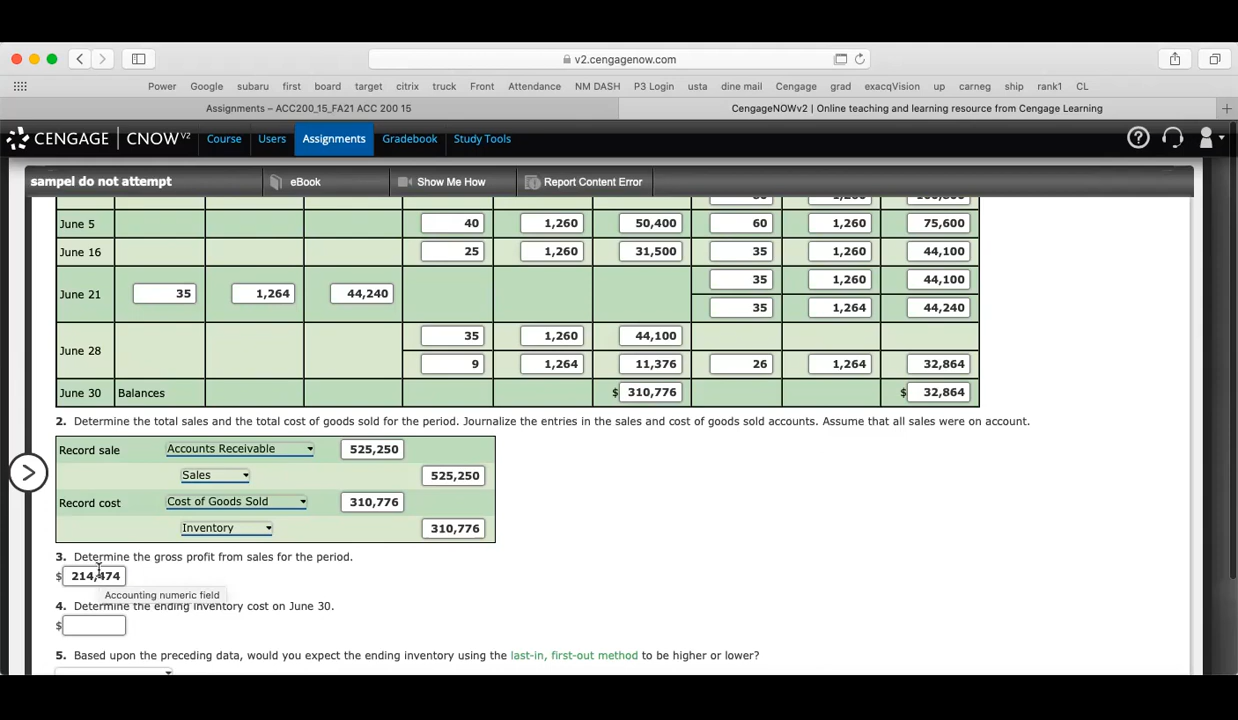 v2.cengagenow.com
Power Google subaru first board target citrix truck Front Attendance NM DASH P3 Login usta dine mail Cengage grad exacqVision up carneg ship rank1 CL
Assignments – ACC200_15_FA21 ACC 200 15 CengageNOWv2 | Online teaching and learning resource from Cengage Learning +
CENGAGE | CNOWV2 Course Users Assignments Gradebook Study Tools ?
sampel do not attempt eBook Show Me How Report Content Error
June 5 40 1,260 50,400 60 1,260 75,600
June 16 25 1,260 31,500 35 1,260 44,100
35 1,260 44,100
June 21 35 1,264 44,240
35 1,264 44,240
35 1,260 44,100
June 28
9 1,264 11,376 26 1,264 32,864
June 30 Balances $ 310,776 $ 32,864
2. Determine the total sales and the total cost of goods sold for the period. Journalize the entries in the sales and cost of goods sold accounts. Assume that all sales were on account.
Record sale Accounts Receivable 525,250
Sales 525,250
Record cost Cost of Goods Sold 310,776
Inventory 310,776
3. Determine the gross profit from sales for the period.
$ 214,474
Accounting numeric field
4. Determine the ending inventory cost on June 30.
$
5. Based upon the preceding data, would you expect the ending inventory using the last-in, first-out method to be higher or lower?